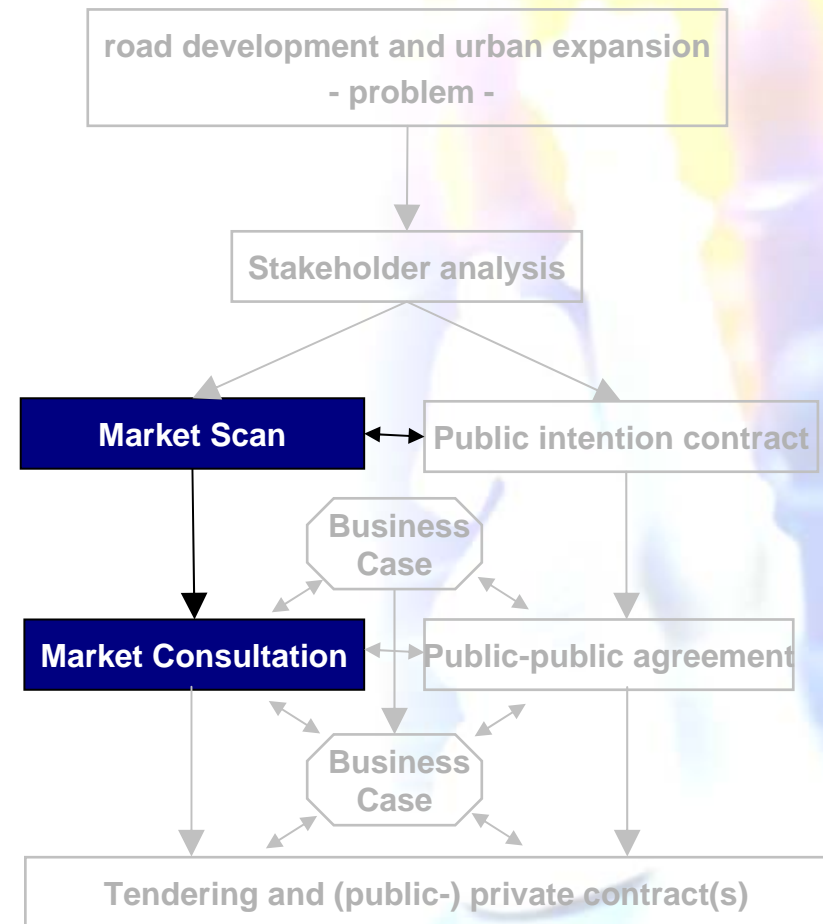 road development and urban expansion
- problem -
Stakeholder analysis
Market Scan
Public intention contract
Business
Case
Market Consultation
Public-public agreement
Business
Case
Tendering and (public-) private contract(s)